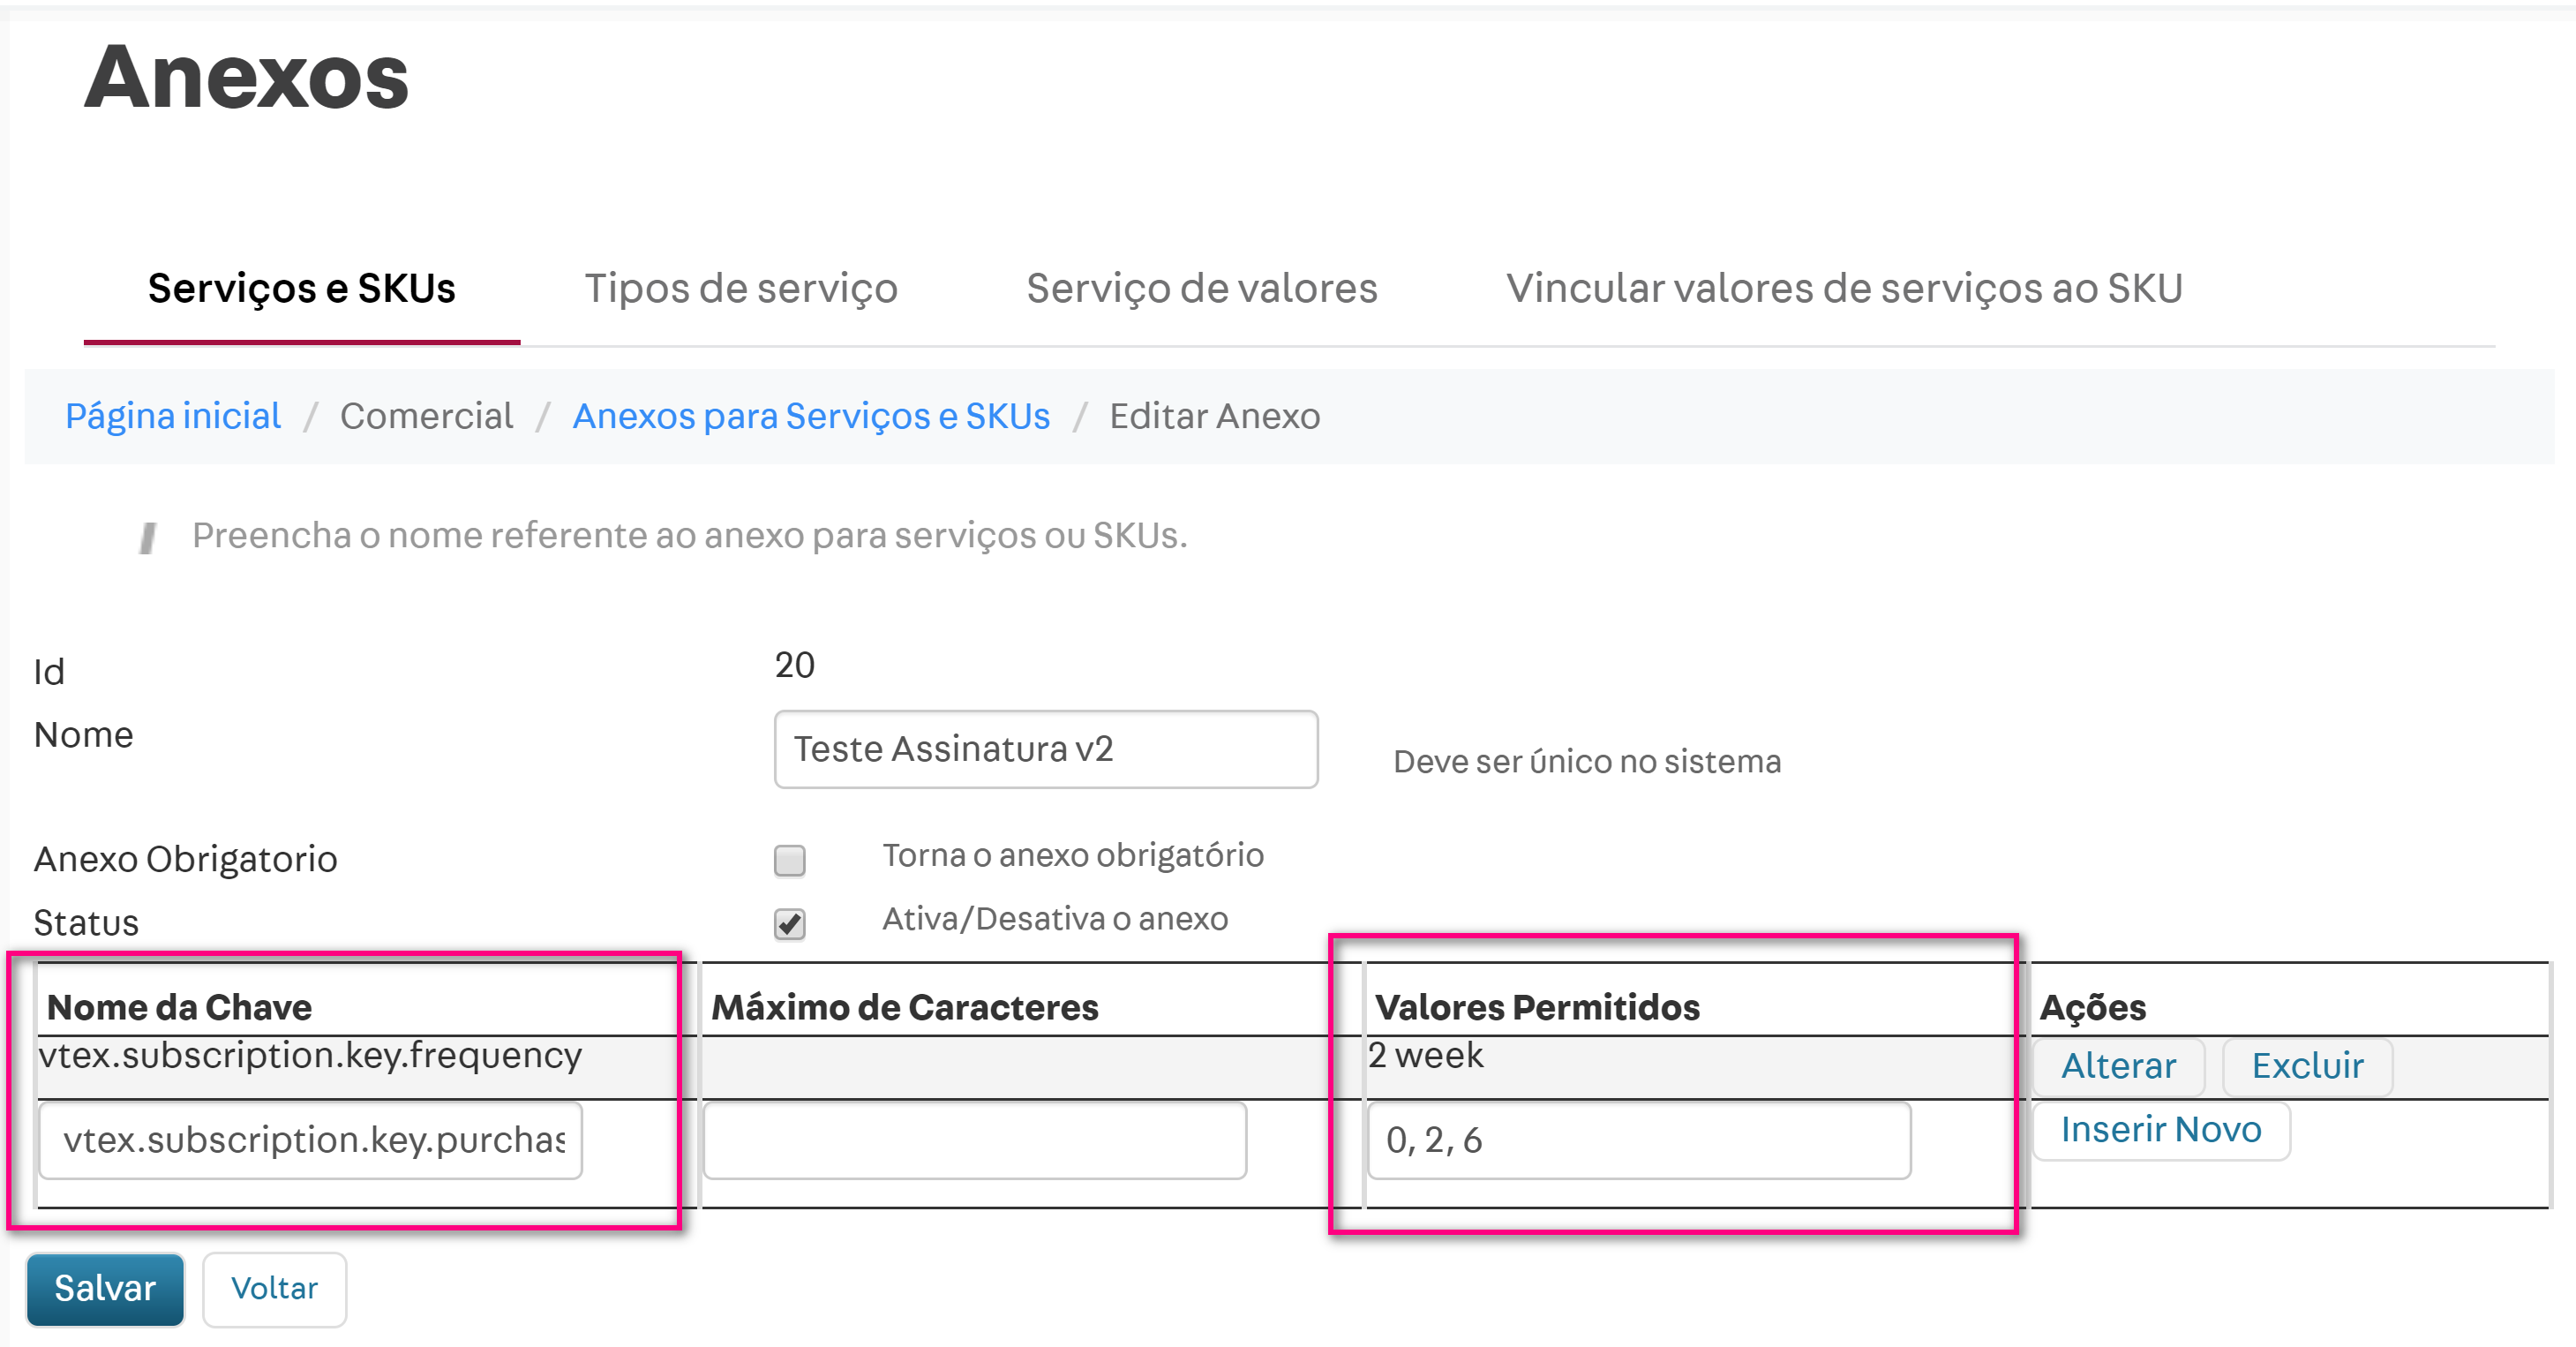 Anexos
Serviços e SKUs Tipos de serviço Serviço de valores Vincular valores de serviços ao SKU
Página inicial / Comercial / Anexos para Serviços e SKUs / Editar Anexo
Preencha o nome referente ao anexo para serviços ou SKUs.
Id 20
Nome Teste Assinatura v2 Deve ser único no sistema
Anexo Obrigatorio Torna o anexo obrigatório
Status Ativa/Desativa o anexo
Nome da Chave Máximo de Caracteres Valores Permitidos Ações
vtex.subscription.key.frequency 2 week Alterar Excluir
vtex.subscription.key.purchas 0, 2, 6 Inserir Novo
Salvar Voltar